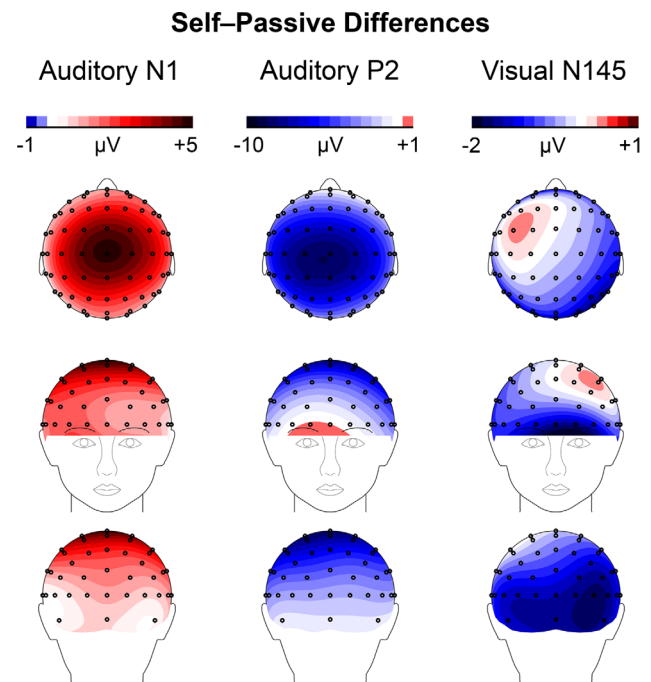 Self–Passive Differences
Auditory N1 Auditory P2 Visual N145
-1 µV +5 -10 µV +1 -2 µV +1